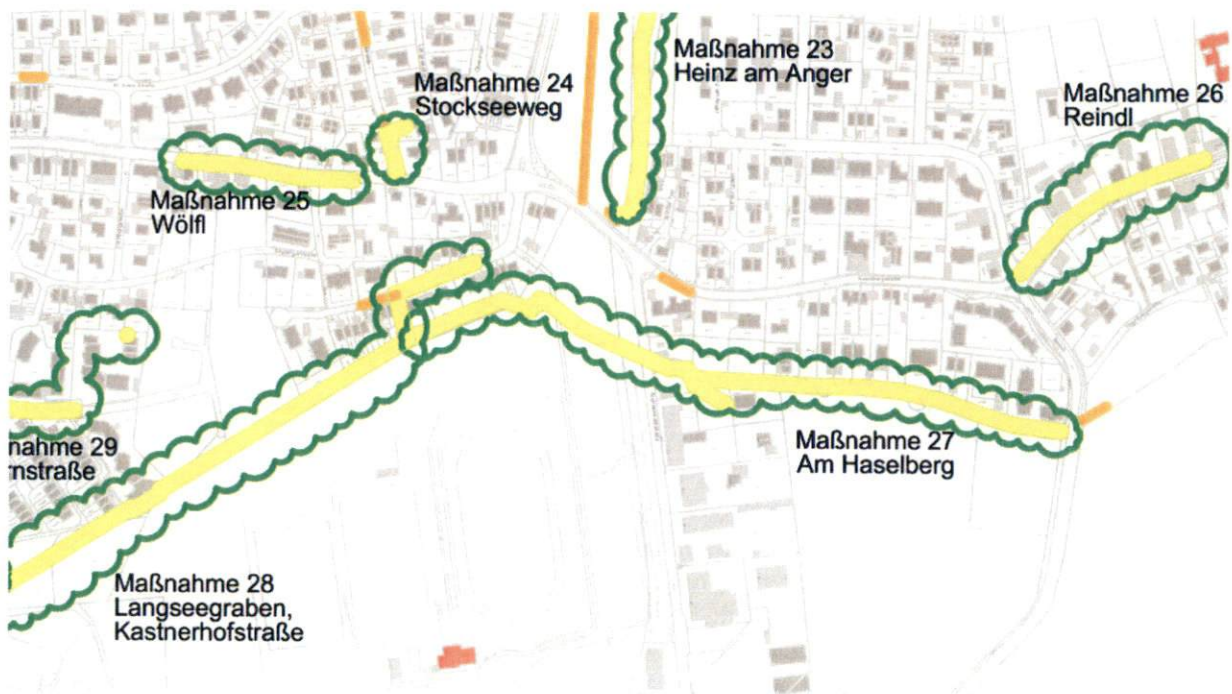 Maßnahme 23
Heinz am Anger
Maßnahme 24
Stockseeweg
Maßnahme 26
Reindl
Maßnahme 25
Wölfl
nahme 29
rnstraße
Maßnahme 27
Am Haselberg
Maßnahme 28
Langseegraben,
Kastnerhofstraße